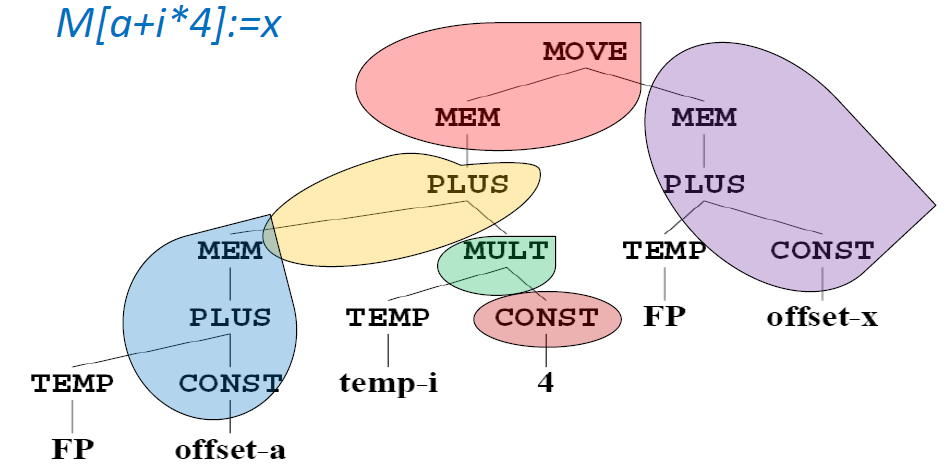 M[a+i*4]:=x
MOVE
MEM MEM
PLUS PLUS
MEM MULT TEMP CONST
PLUS TEMP CONST FP offset-x
TEMP CONST temp-i 4
FP offset-a